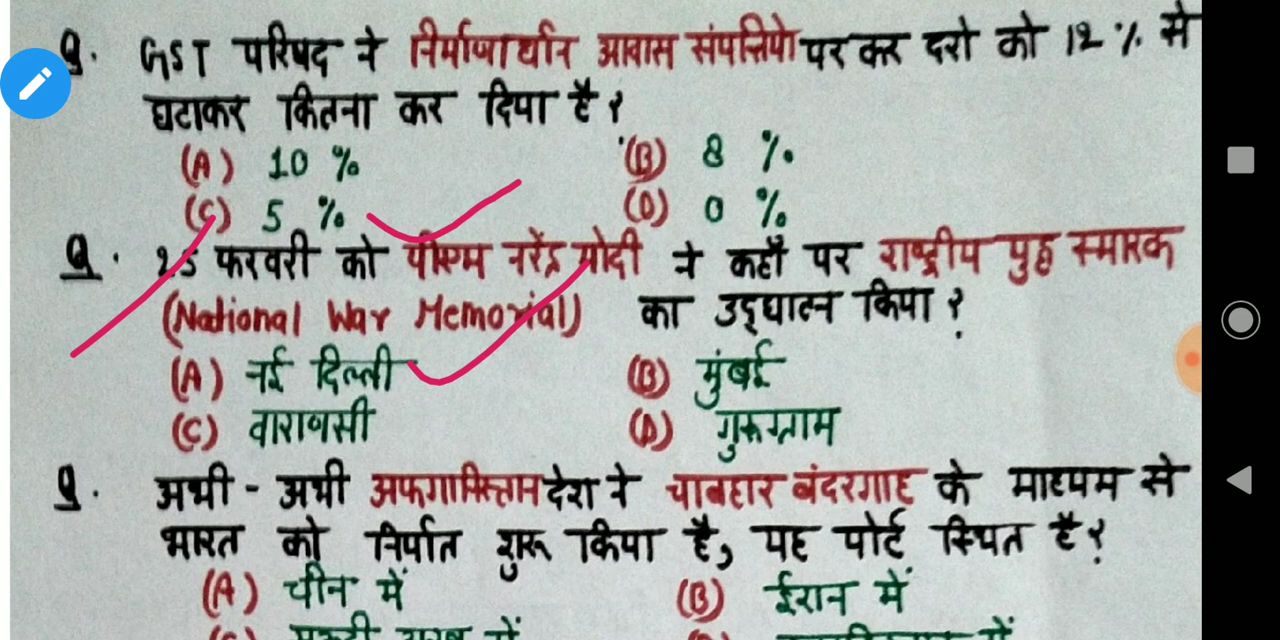 Q. GST परिषद ने निर्माणाधीन आवास संपत्तियो पर कर दरो को 12 % से
घटाकर कितना कर दिया है ?
(A) 10 % (B) 8 %
(C) 5 % (D) 0 %
Q. 25 फरवरी को पीएम नरेंद्र मोदी ने कहाँ पर राष्ट्रीय युद्ध स्मारक
(National War Memorial) का उद्घाटन किया ?
(A) नई दिल्ली (B) मुंबई
(C) वाराणसी (D) गुरुग्राम
Q. अभी - अभी अफगानिस्तान देश ने चाबहार बंदरगाह के माध्यम से
भारत को निर्यात शुरू किया है, यह पोर्ट स्थित है ?
(A) चीन में (B) ईरान में